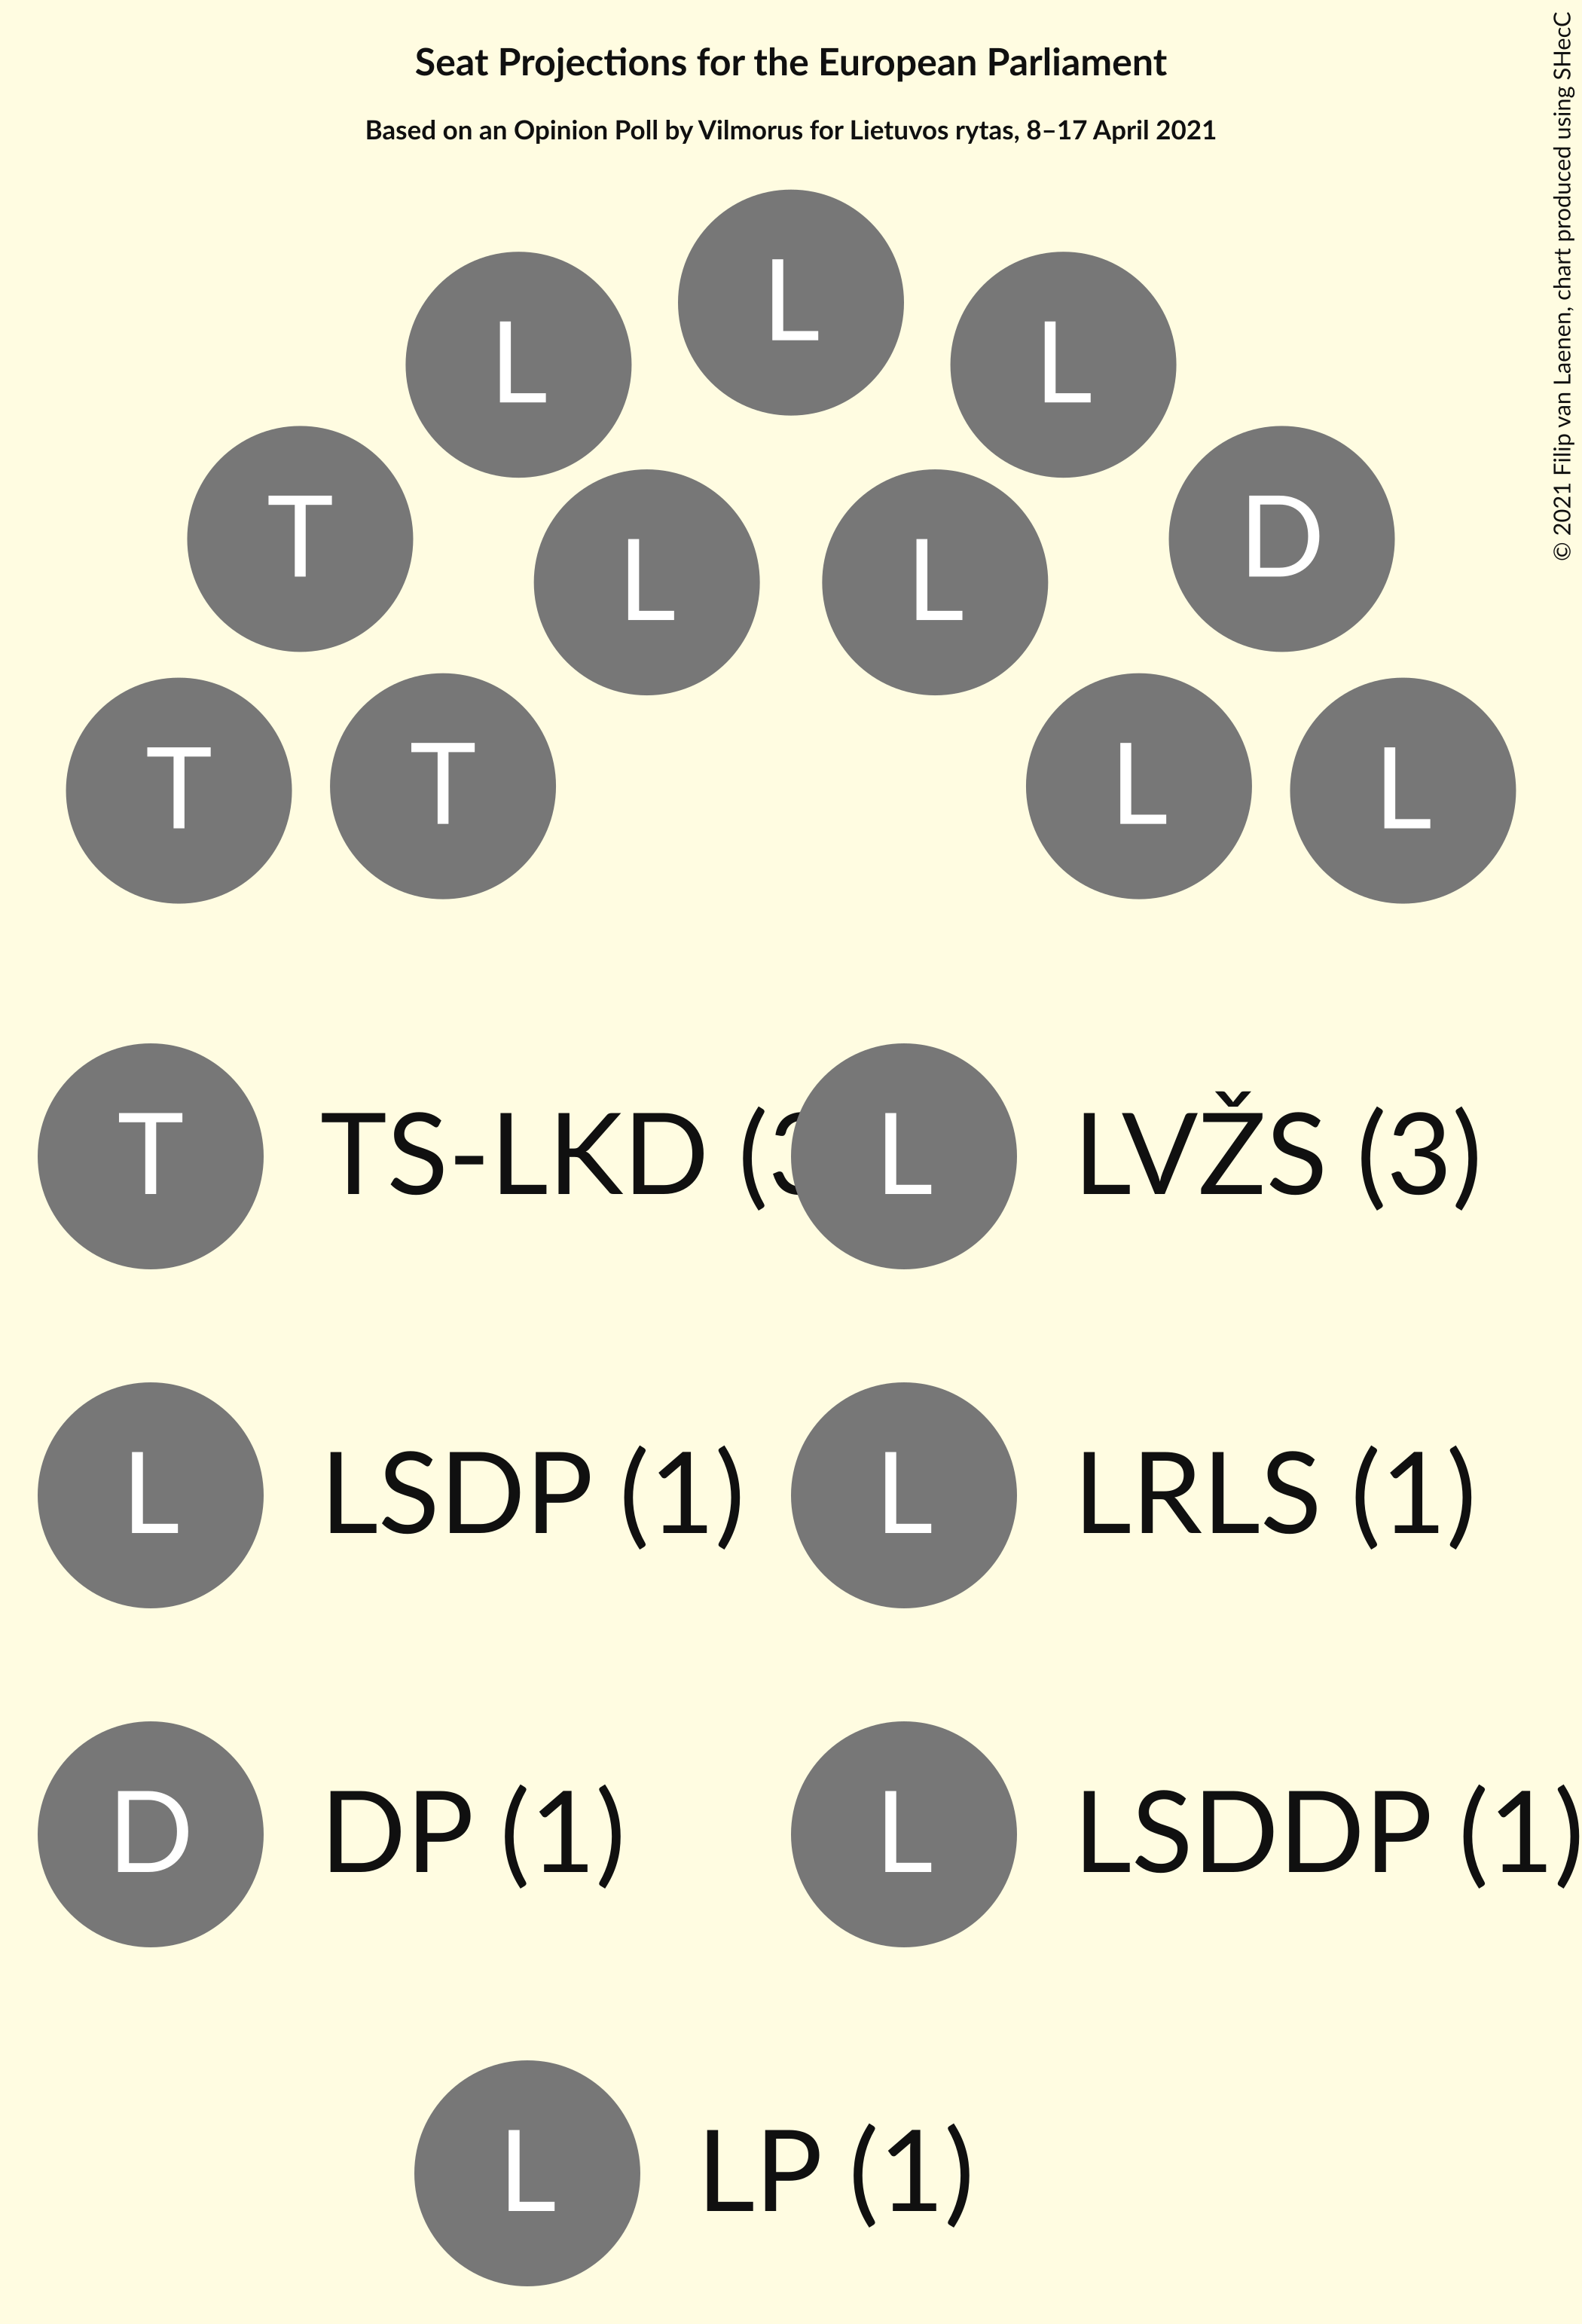 Seat Projections for the European Parliament
Based on an Opinion Poll by Vilmorus for Lietuvos rytas, 8–17 April 2021
© 2021 Filip van Laenen, chart produced using SHecC
L
L L
T L L D
T T L L
T TS-LKD (3 L LVŽS (3)
L LSDP (1) L LRLS (1)
D DP (1) L LSDDP (1)
L LP (1)